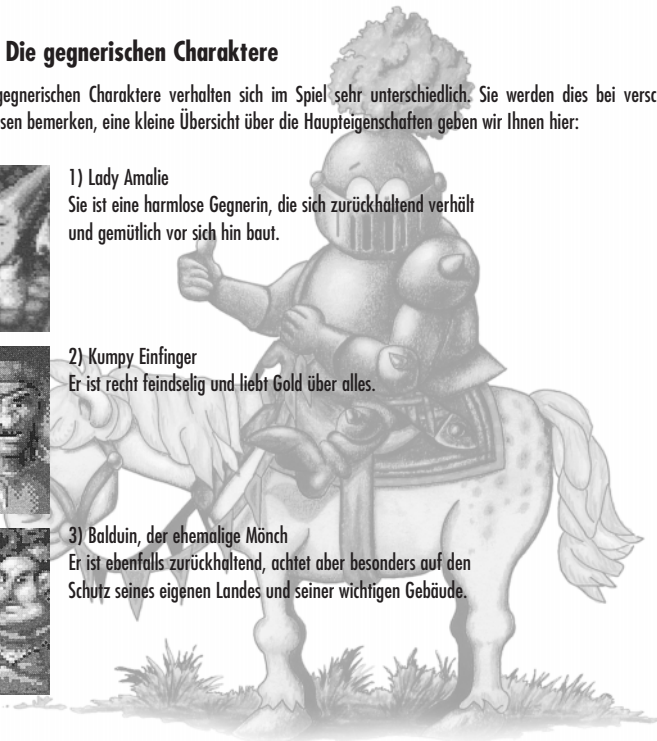 Die gegnerischen Charaktere
gegnerischen Charaktere verhalten sich im Spiel sehr unterschiedlich. Sie werden dies bei
bemerken, eine kleine Übersicht über die Haupteigenschaften geben wir Ihnen hier:
1) Lady Amalie
Sie ist eine harmlose Gegnerin, die sich zurückhaltend verhält
und gemütlich vor sich hin baut.
2) Kumpy Einfinger
Er ist recht feindselig und liebt Gold über alles.
3) Balduin, der ehemalige Mönch
Er ist ebenfalls zurückhaltend, achtet aber besonders auf den
Schutz seines eigenen Landes und seiner wichtigen Gebäude.